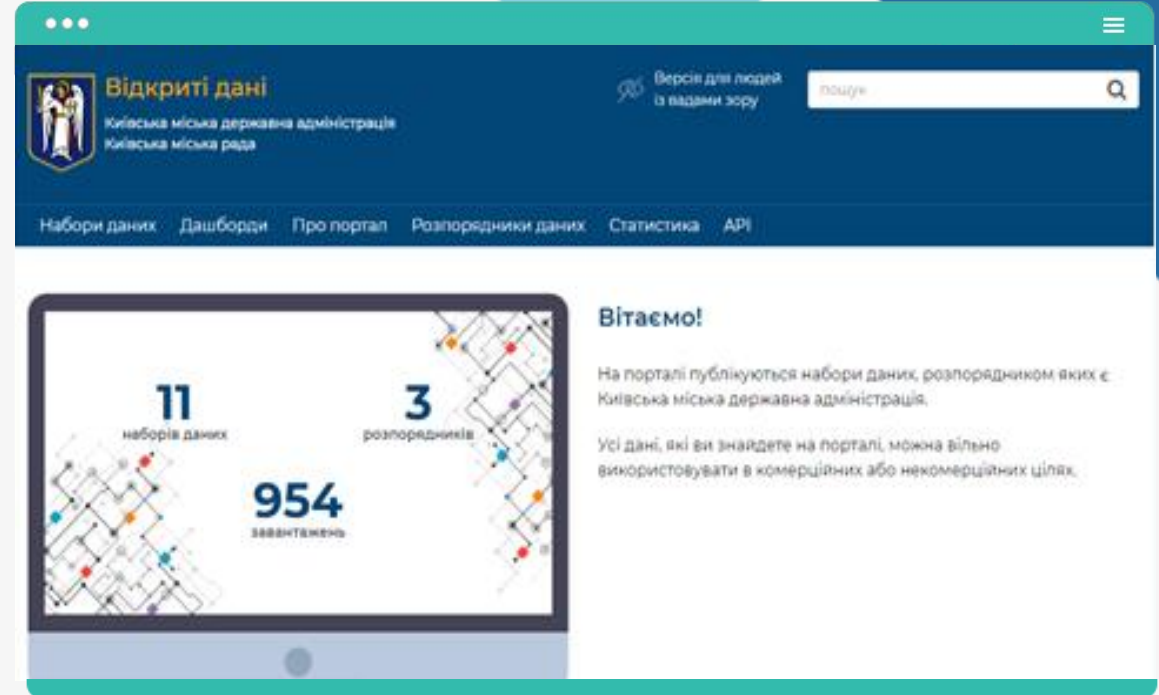 Відкриті дані
Київська міська державна адміністрація
Київська міська рада
Версія для людей
із вадами зору
пошук
Набори даних Дашборди Про портал Розпорядники даних Статистика API
11
наборів даних
3
розпорядників
954
завантажень
Вітаємо!
На порталі публікуються набори даних, розпорядником яких є
Київська міська державна адміністрація.
Усі дані, які ви знайдете на порталі, можна вільно
використовувати в комерційних або некомерційних цілях.